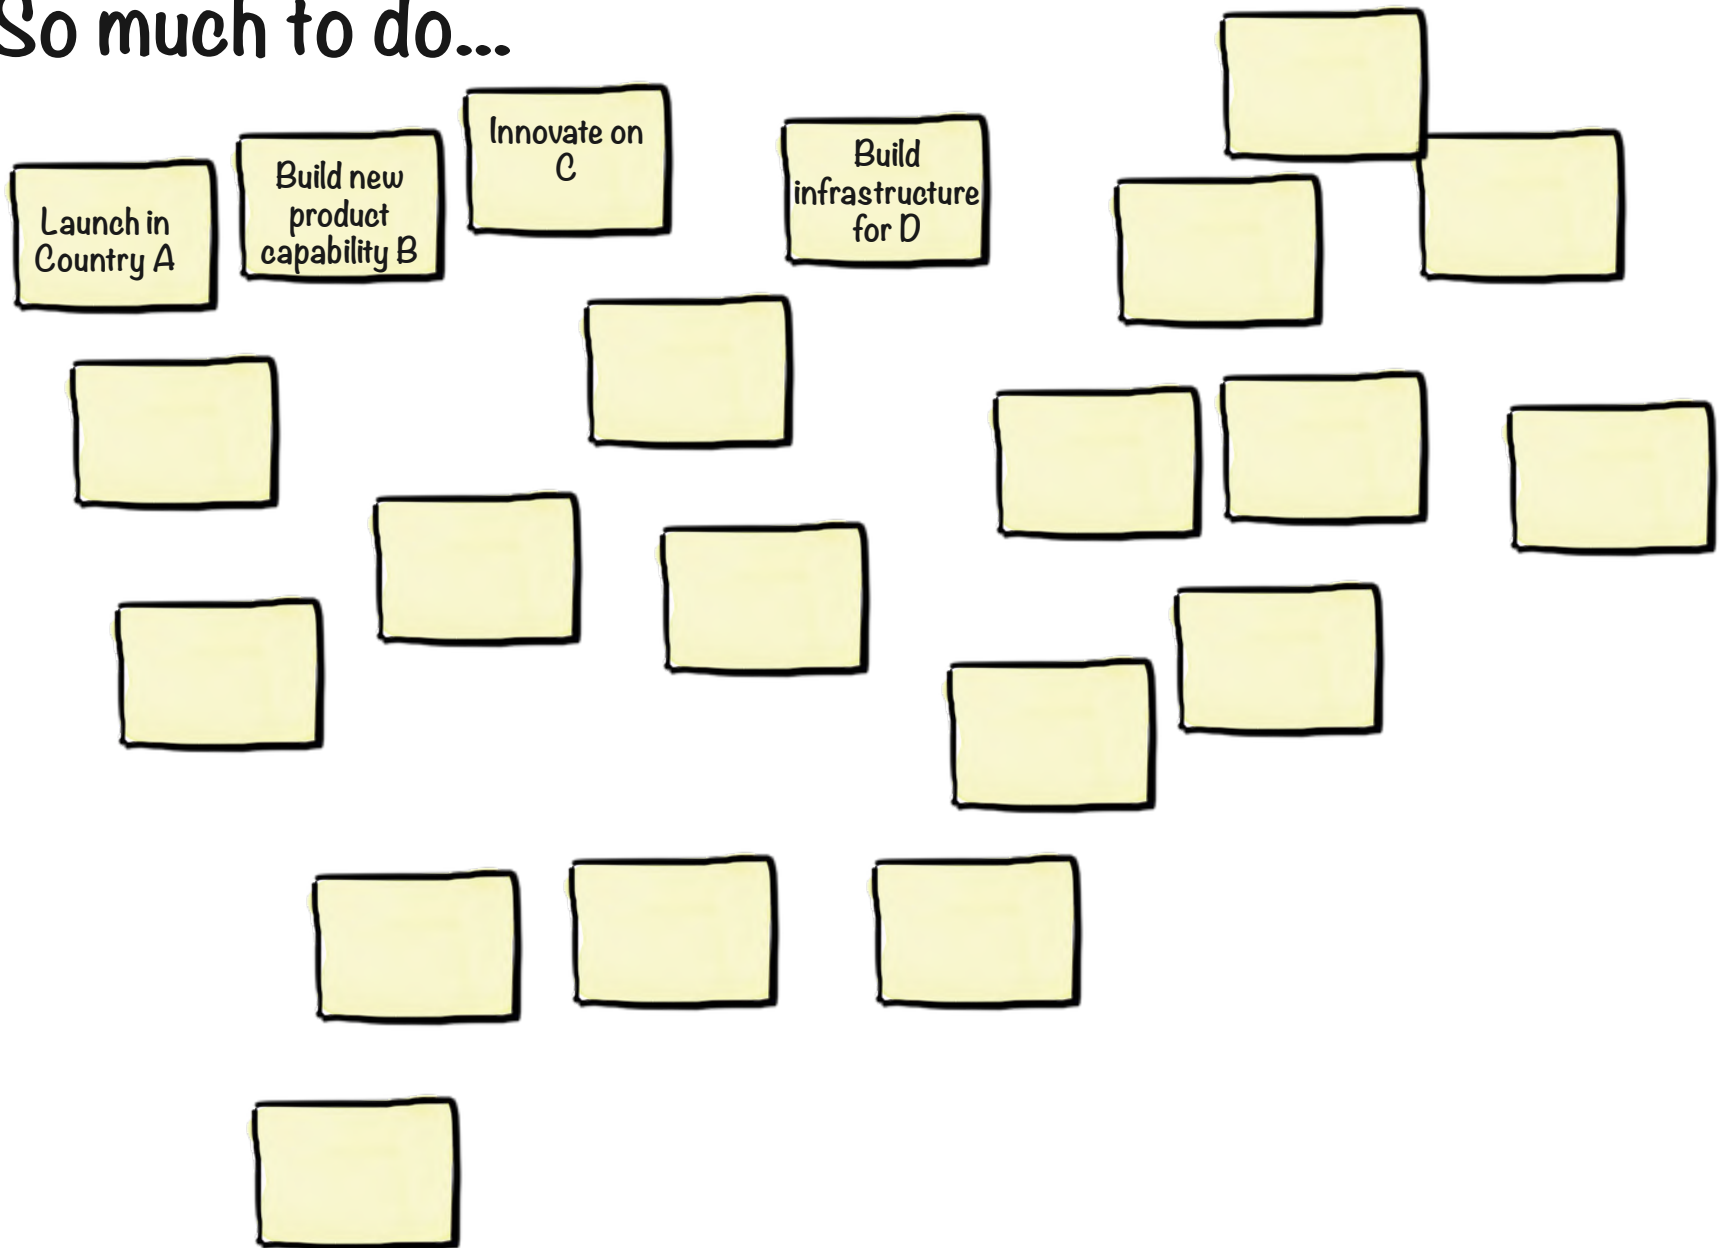 So much to do...
Launch in
Country A
Build new
product
capability B
Innovate on
C
Build
infrastructure
for D